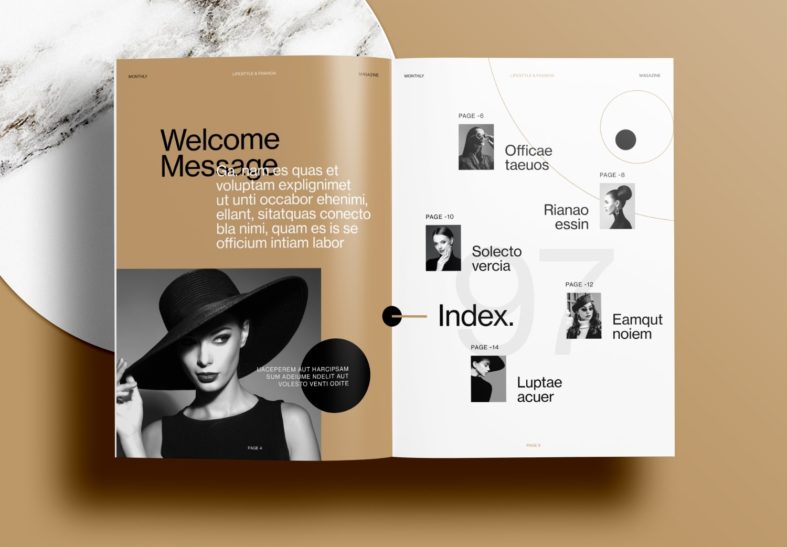 MONTHLY
LIFESTYLE & FASHION
MAGAZINE
Welcome
Message
Ga. nam es quas et
voluptam explignimet
ut unti occabor ehenimi,
ellant, sitatquas conecto
bla nimi, quam es is se
officium intiam labor
UACEPEREM AUT HARCIPSAM
SUM ADEIUME NDELIT AUT
VOLESTO VENTI ODITE
PAGE 4
MONTHLY
LIFESTYLE & FASHION
MAGAZINE
PAGE -6
Officae
taeuos
PAGE -8
Rianao
essin
PAGE -10
Solecto
vercia
97
PAGE -12
Eamqut
noiem
Index.
PAGE -14
Luptae
acuer
PAGE 5